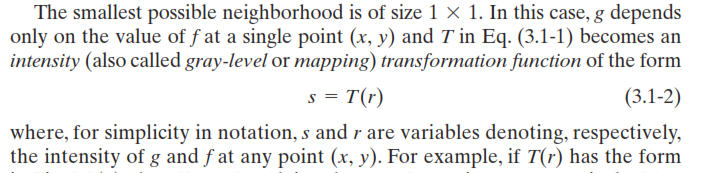 The smallest possible neighborhood is of size 1 × 1. In this case, g depends
only on the value of f at a single point (x, y) and T in Eq. (3.1-1) becomes an
intensity (also called gray-level or mapping) transformation function of the form
s = T(r) (3.1-2)
where, for simplicity in notation, s and r are variables denoting, respectively,
the intensity of g and f at any point (x, y). For example, if T(r) has the form